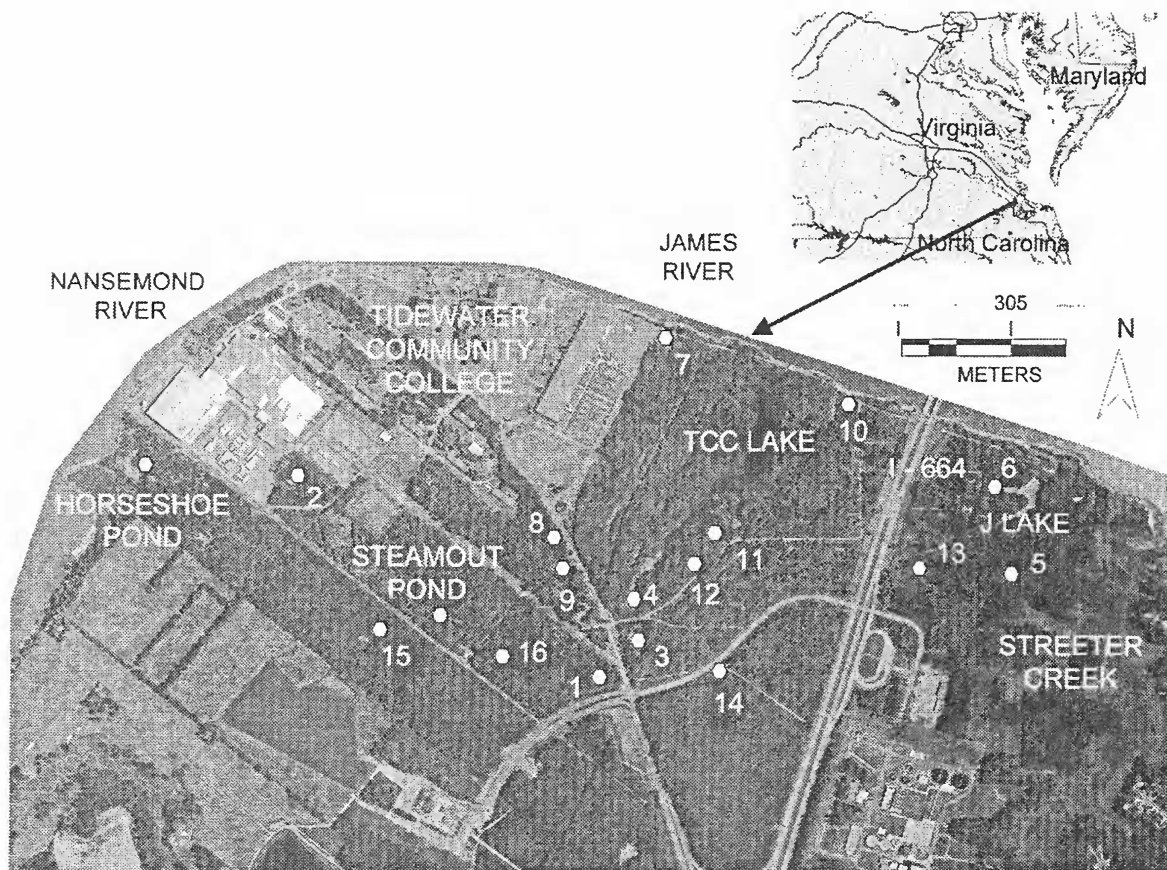 Maryland
Virginia
North Carolina
JAMES
RIVER
NANSEMOND
RIVER
305
N
METERS
TIDEWATER
COMMUNITY
COLLEGE
7
10
TCC LAKE
I - 664
6
J LAKE
2
HORSESHOE
POND
8
STEAMOUT
POND
9
11
12
13
5
4
3
STREETER
CREEK
15
16
1
14